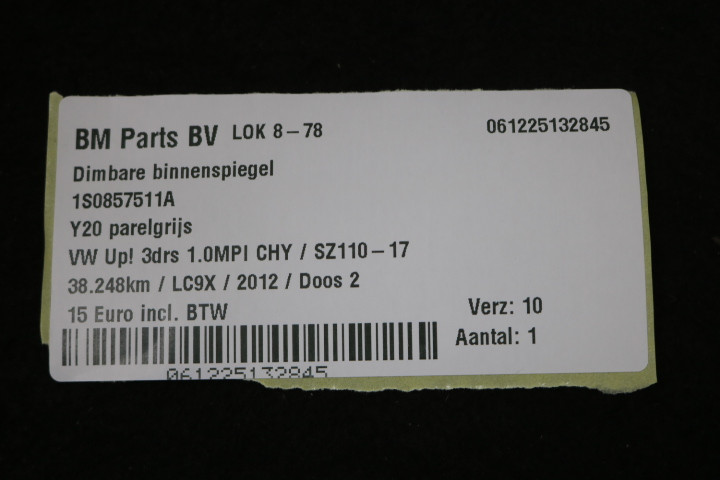 BM Parts BV LOK 8-78 061225132845
Dimbare binnenspiegel
1S0857511A
Y20 parelgrijs
VW Up! 3drs 1.0MPI CHY / SZ110-17
38.248km / LC9X / 2012 / Doos 2
15 Euro incl. BTW Verz: 10
Aantal: 1
061225132845